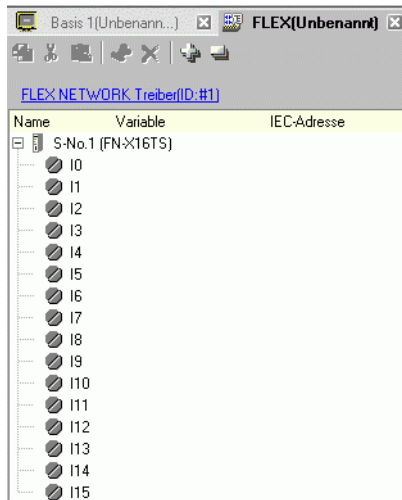 Basis 1(Unbenann...) FLEX(Unbenannt)
FLEX NETWORK Treiber(ID:#1)
Name Variable IEC-Adresse
S-No.1 (FN-X16TS)
I0
I1
I2
I3
I4
I5
I6
I7
I8
I9
I10
I11
I12
I13
I14
I15